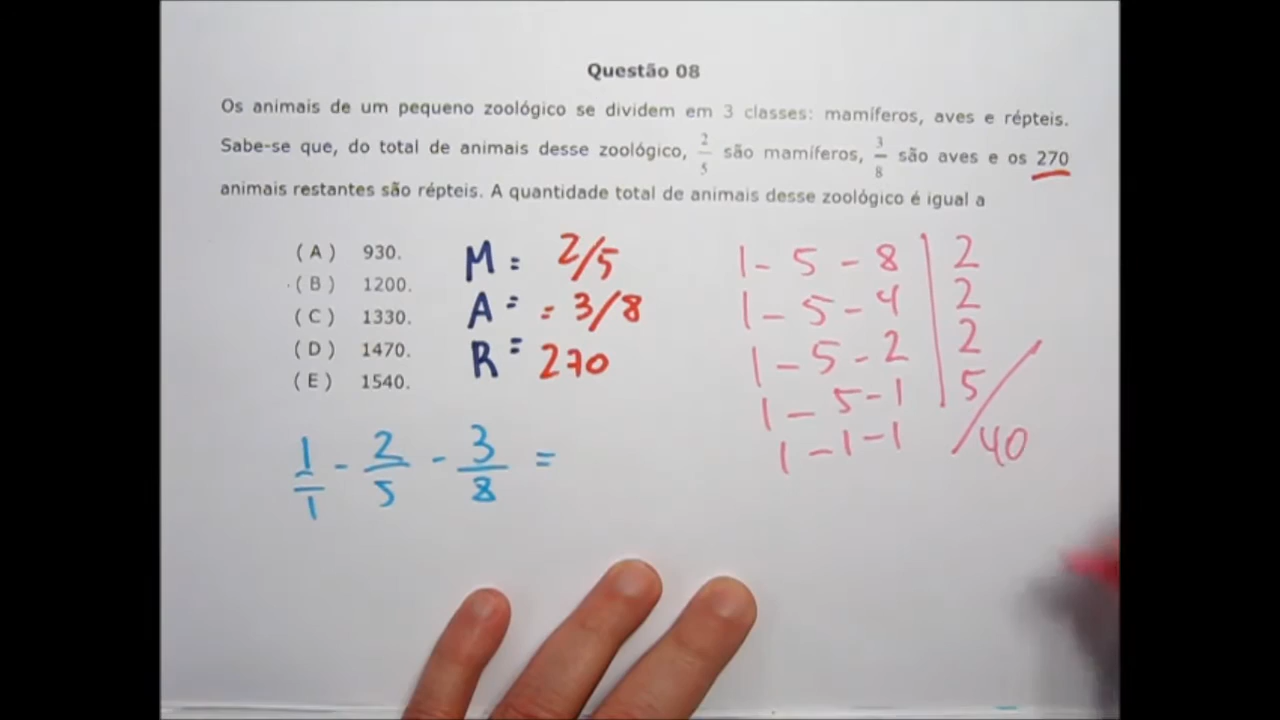 Questão 08
Os animais de um pequeno zoológico se dividem em 3 classes: mamíferos, aves e répteis.
Sabe-se que, do total de animais desse zoológico, 2/5 são mamíferos, 3/8 são aves e os 270
animais restantes são répteis. A quantidade total de animais desse zoológico é igual a
(A) 930.
(B) 1200.
(C) 1330.
(D) 1470.
(E) 1540.
M = 2/5
A = = 3/8
R = 270
1 - 5 - 8 | 2
1 - 5 - 4 | 2
1 - 5 - 2 | 2
1 - 5 - 1 | 5
1 - 1 - 1 / 40
1/1 - 2/5 - 3/8 =